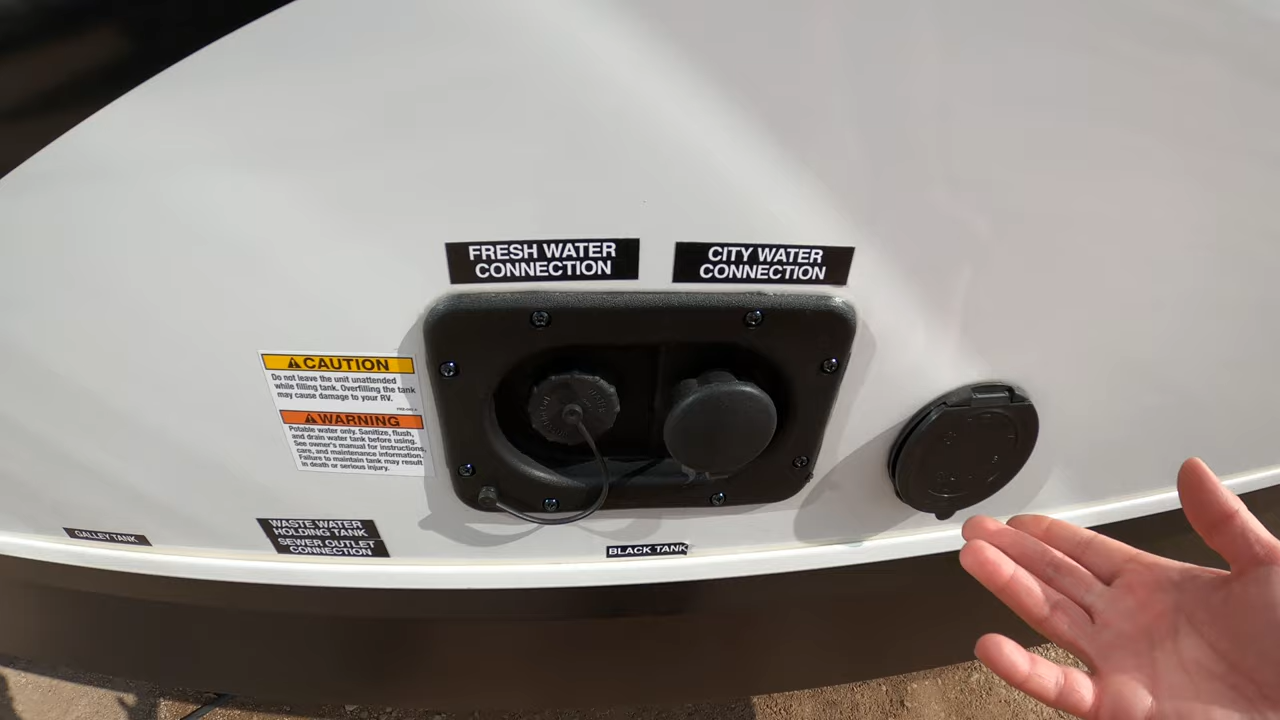 FRESH WATER
CONNECTION
CITY WATER
CONNECTION
CAUTION
Do not leave the unit unattended
while filling tank. Overfilling the tank
may cause damage to your RV.
WARNING
Potable water only. Sanitize, flush,
and drain water tank before using.
See owner's manual for instructions,
care, and maintenance information.
Failure to maintain tank may result
in death or serious injury.
GALLEY TANK
WASTE WATER
HOLDING TANK
SEWER OUTLET
CONNECTION
BLACK TANK